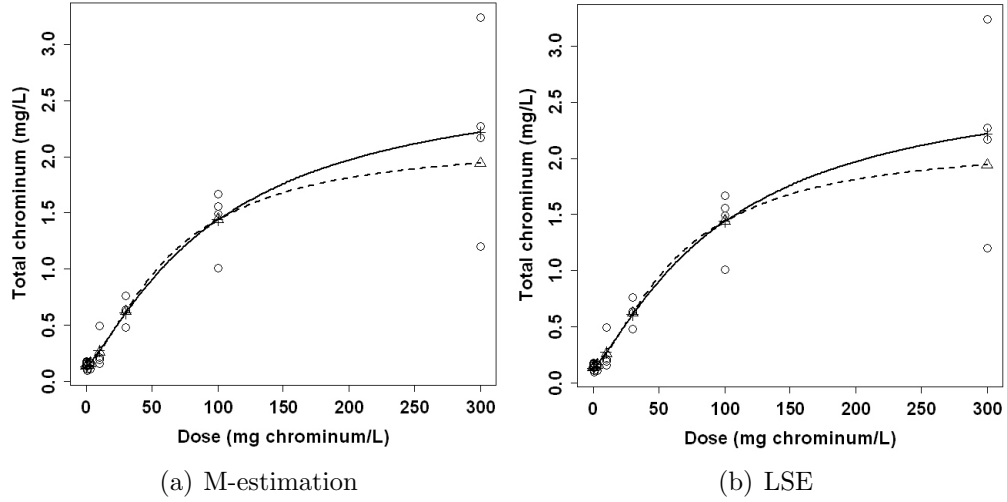 Total chrominum (mg/L)
3.0
2.5
2.0
1.5
1.0
0.5
0.0
0 50 100 150 200 250 300
Dose (mg chrominum/L)
(a) M-estimation
Total chrominum (mg/L)
3.0
2.5
2.0
1.5
1.0
0.5
0.0
0 50 100 150 200 250 300
Dose (mg chrominum/L)
(b) LSE